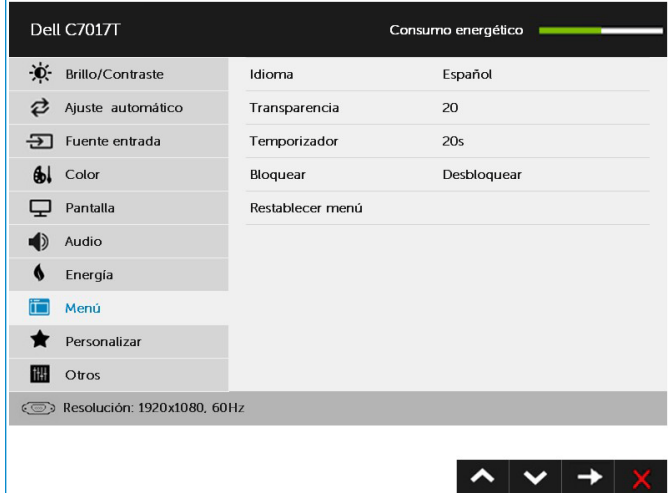 Dell C7017T
Consumo energético
Brillo/Contraste
Idioma Español
Ajuste automático
Transparencia 20
Fuente entrada
Temporizador 20s
Color
Bloquear Desbloquear
Pantalla
Restablecer menú
Audio
Energía
Menú
Personalizar
Otros
Resolución: 1920x1080, 60Hz